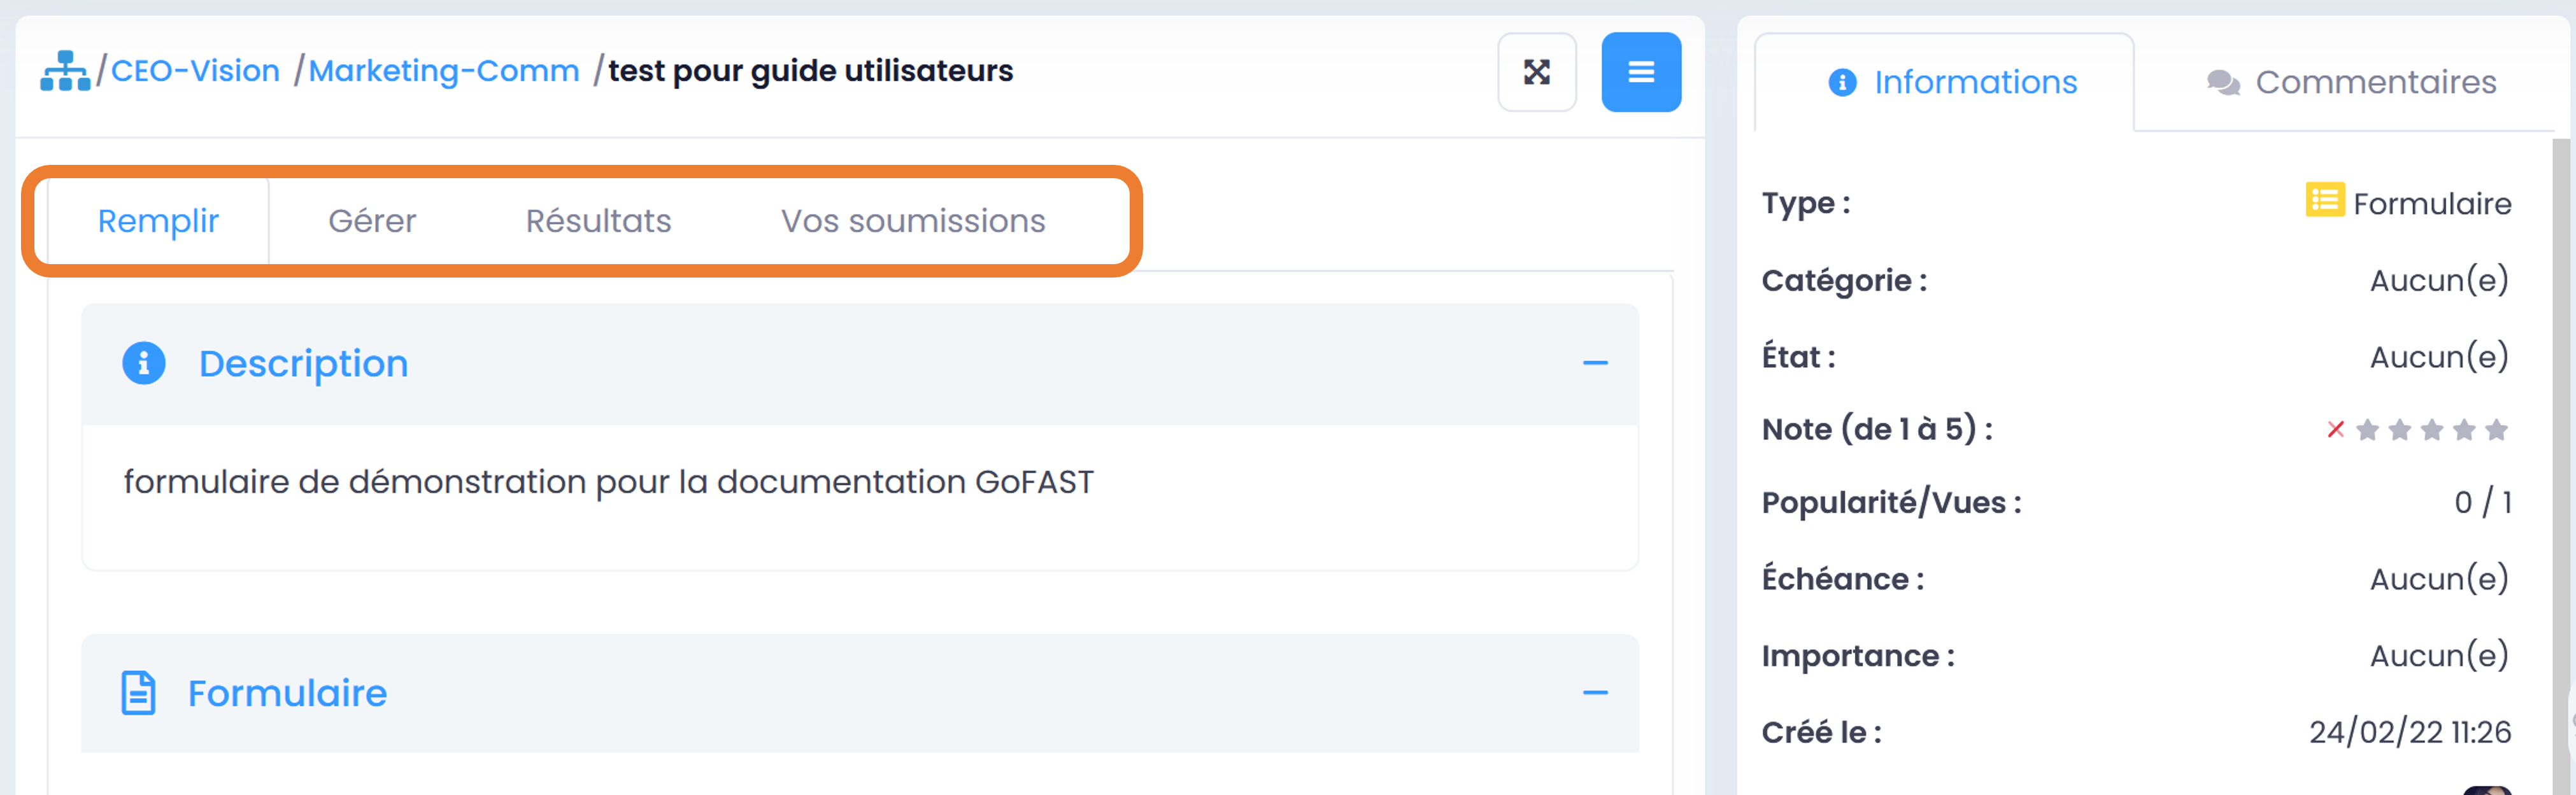 /CEO-Vision /Marketing-Comm /test pour guide utilisateurs
Remplir Gérer Résultats Vos soumissions
Description
formulaire de démonstration pour la documentation GoFAST
Formulaire
Informations Commentaires
Type : Formulaire
Catégorie : Aucun(e)
État : Aucun(e)
Note (de 1 à 5) :
Popularité/Vues : 0 / 1
Échéance : Aucun(e)
Importance : Aucun(e)
Créé le : 24/02/22 11:26